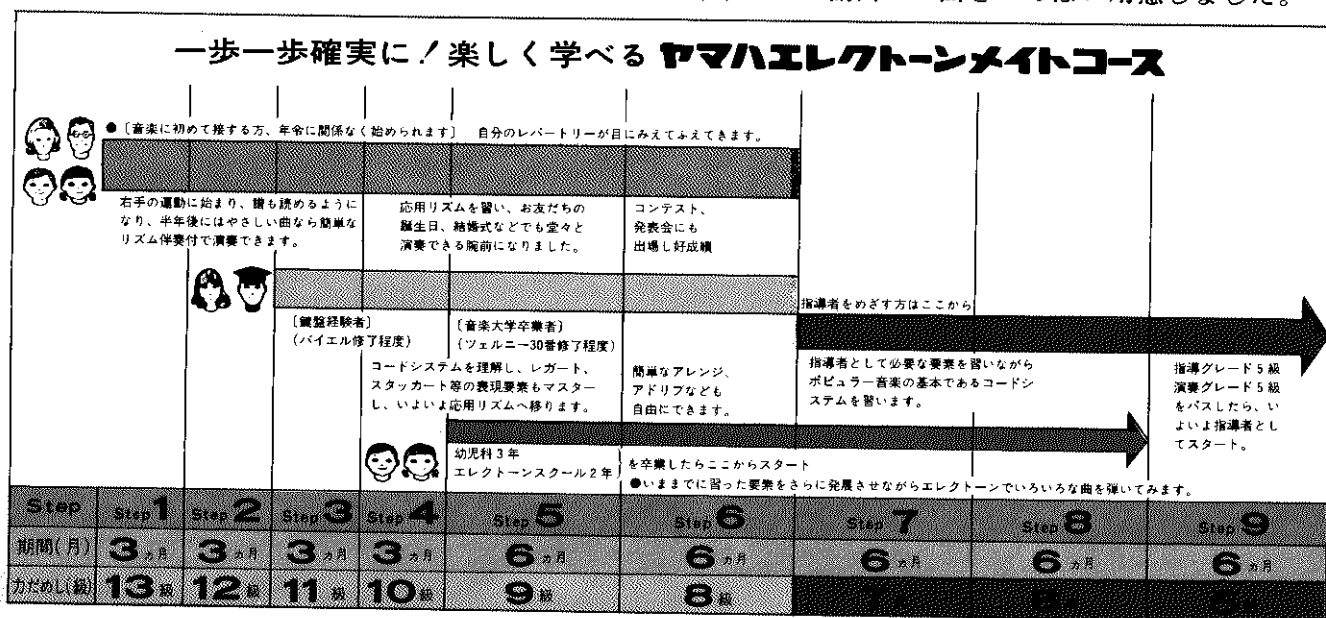 しました。
一歩一歩確実に!楽しく学べる ヤマハエレクトーンメイトコース
●〔音楽に初めて接する方、年令に関係なく始められます〕 自分のレパートリーが目にみえてふえてきます。
右手の運動に始まり、譜も読めるように
なり、半年後にはやさしい曲なら簡単な
リズム伴奏付で演奏できます。
応用リズムを習い、お友だちの
誕生日、結婚式などでも堂々と
演奏できる腕前になりました。
コンテスト、
発表会にも
出場し好成績
〔鍵盤経験者〕
(バイエル修了程度)
〔音楽大学卒業者〕
(ツェルニー30番修了程度)
コードシステムを理解し、レガート、
スタッカート等の表現要素もマスター
し、いよいよ応用リズムへ移ります。
簡単なアレンジ、
アドリブなども
自由にできます。
指導者をめざす方はここから
指導者として必要な要素を習いながら
ポピュラー音楽の基本であるコードシ
ステムを習います。
指導グレード5級
演奏グレード5級
をパスしたら、い
よいよ指導者とし
てスタート。
幼児科3年
エレクトーンスクール2年
を卒業したらここからスタート
●いままでに習った要素をさらに発展させながらエレクトーンでいろいろな曲を弾いてみます。
Step Step 1 Step 2 Step 3 Step 4 Step 5 Step 6 Step 7 Step 8 Step 9
期間(月) 3ヵ月 3ヵ月 3ヵ月 3ヵ月 6ヵ月 6ヵ月 6ヵ月 6ヵ月 6ヵ月
力だめし(級) 13級 12級 11級 10級 9級 8級